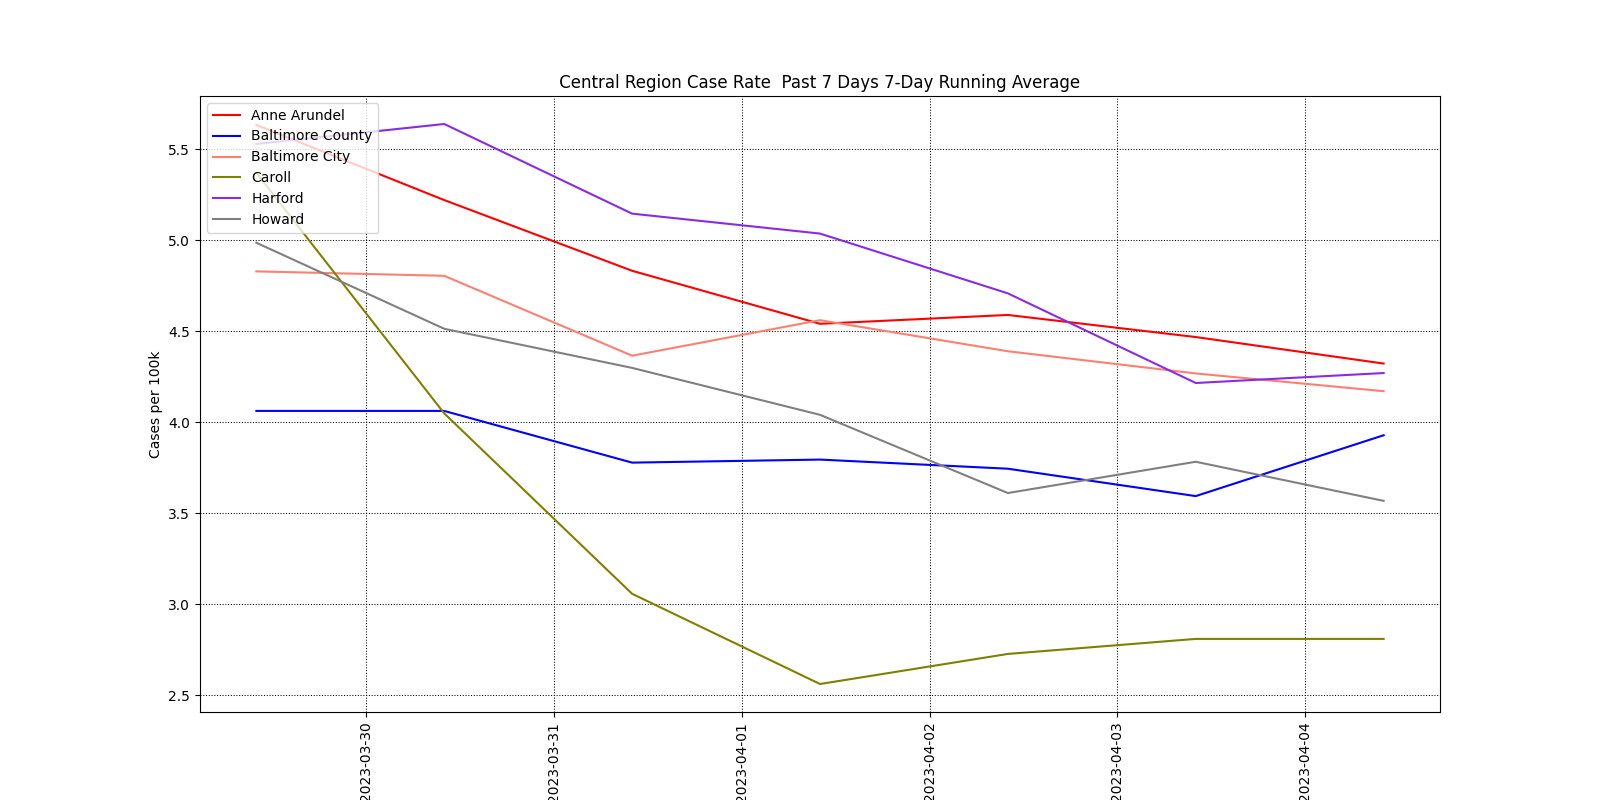 Central Region Case Rate  Past 7 Days 7-Day Running Average
Anne Arundel
Baltimore County
Baltimore City
Caroll
Harford
Howard
Cases per 100k
5.5
5.0
4.5
4.0
3.5
3.0
2.5
2023-03-30
2023-03-31
2023-04-01
2023-04-02
2023-04-03
2023-04-04